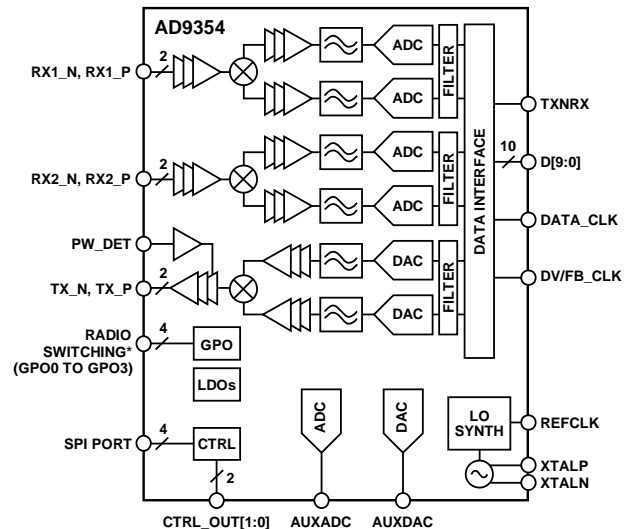 AD9354
RX1_N, RX1_P
2
ADC
ADC
FILTER
RX2_N, RX2_P
2
ADC
ADC
FILTER
PW_DET
TX_N, TX_P
2
DAC
DAC
FILTER
DATA INTERFACE
TXNRX
10
D[9:0]
DATA_CLK
DV/FB_CLK
RADIO
SWITCHING*
(GPO0 TO GPO3)
4
GPO
LDOs
SPI PORT
4
CTRL
2
ADC
DAC
LO
SYNTH
REFCLK
XTALP
XTALN
CTRL_OUT[1:0]
AUXADC
AUXDAC